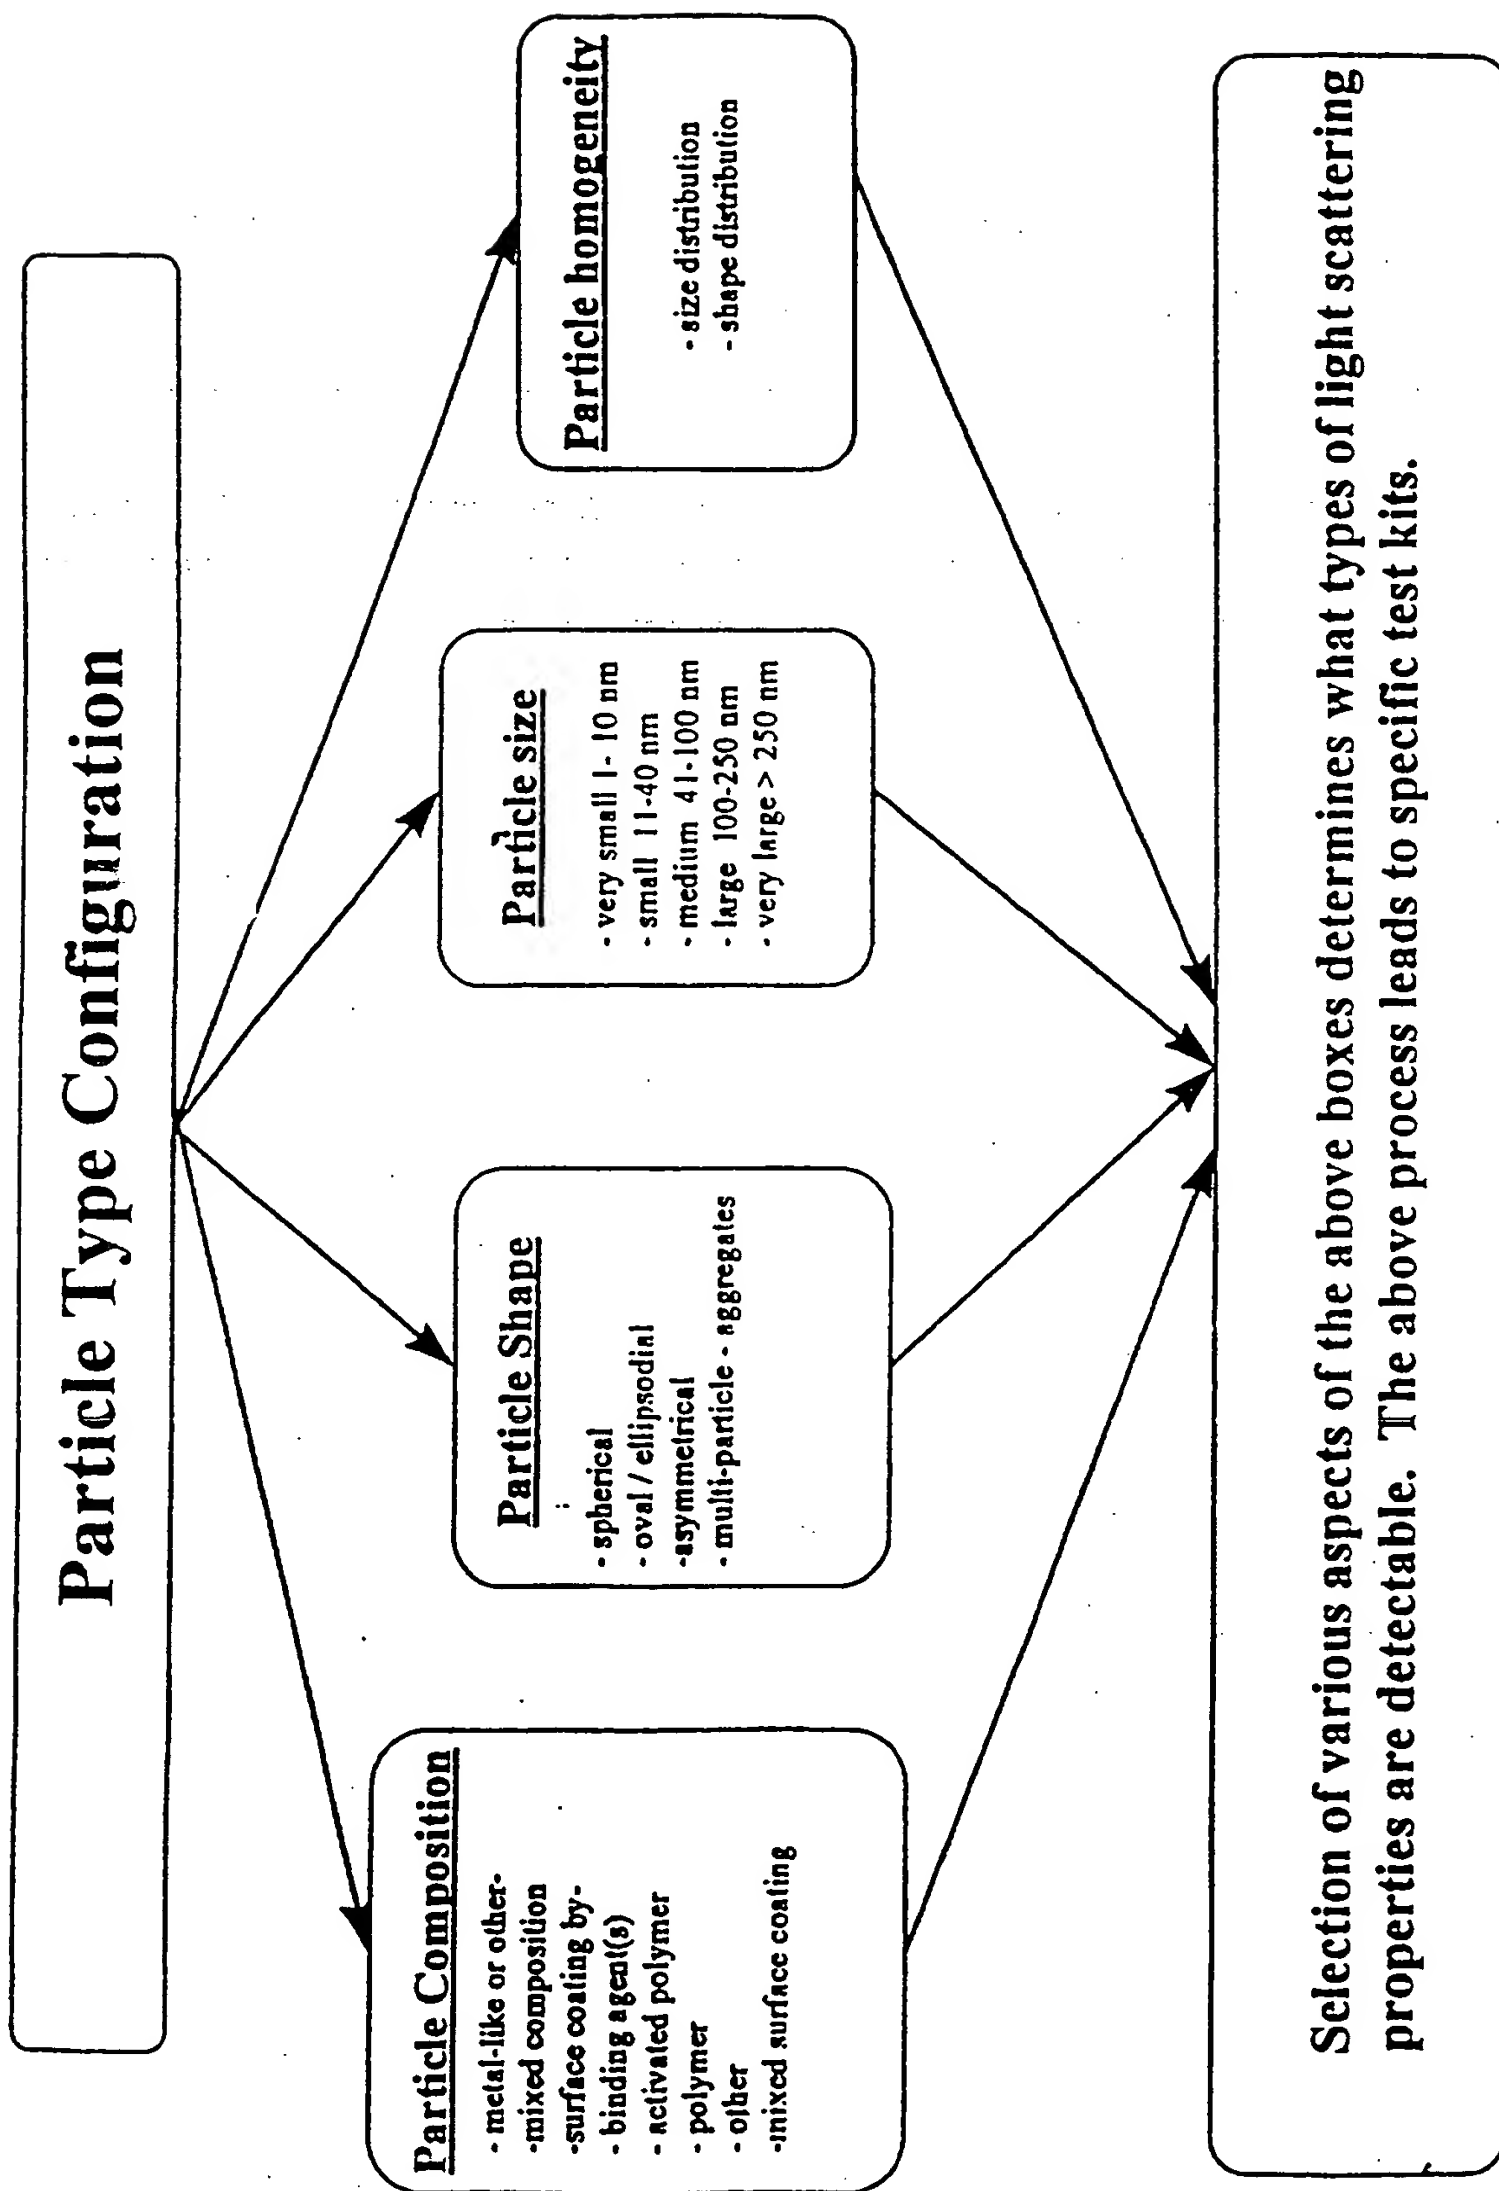 Particle Type Configuration
Particle Composition
- metal-like or other-
-mixed composition
-surface coating by-
- binding agent(s)
- activated polymer
- polymer
- other
-mixed surface coating
Particle Shape
- spherical
- oval / ellipsodial
-asymmetrical
- multi-particle - aggregates
Particle size
- very small 1- 10 nm
- small 11-40 nm
- medium 41-100 nm
- large 100-250 nm
- very large > 250 nm
Particle homogeneity
- size distribution
- shape distribution
Selection of various aspects of the above boxes determines what types of light scattering
properties are detectable. The above process leads to specific test kits.